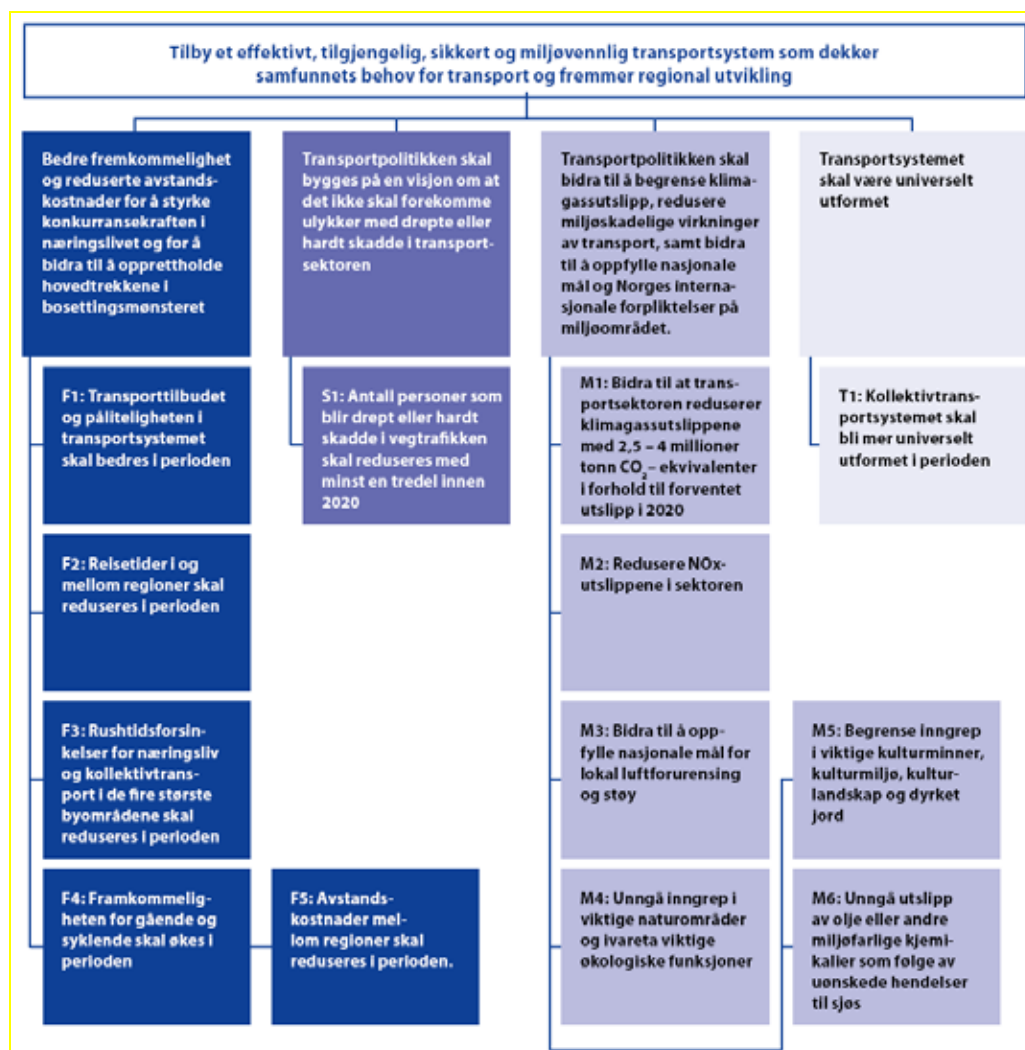 Tilby et effektivt, tilgjengelig, sikkert og miljøvennlig transportsystem som dekker
samfunnets behov for transport og fremmer regional utvikling
Bedre fremkommelighet
og reduserte avstands-
kostnader for å styrke
konkurransekraften i
næringslivet og for å
bidra til å opprettholde
hovedtrekkene i
bosettingsmønsteret
Transportpolitikken skal
bygges på en visjon om at
det ikke skal forekomme
ulykker med drepte eller
hardt skadde i transport-
sektoren
Transportpolitikken skal
bidra til å begrense klima-
gassutslipp, redusere
miljøskadelige virkninger
av transport, samt bidra
til å oppfylle nasjonale
mål og Norges interna-
sjonale forpliktelser på
miljøområdet.
Transportsystemet
skal være universelt
utformet
F1: Transporttilbudet
og påliteligheten i
transportsystemet
skal bedres i perioden
S1: Antall personer som
blir drept eller hardt
skadde i vegtrafikken
skal reduseres med
minst en tredel innen
2020
M1: Bidra til at trans-
portsektoren reduserer
klimagassutslippene
med 2,5 – 4 millioner
tonn CO₂– ekvivalenter
i forhold til forventet
utslipp i 2020
T1: Kollektivtrans-
portsystemet skal
bli mer universelt
utformet i perioden
F2: Reisetider i og
mellom regioner skal
reduseres i perioden
M2: Redusere NOx-
utslippene i sektoren
F3: Rushtidsforsin-
kelser for næringsliv
og kollektivtrans-
port i de fire største
byområdene skal
reduseres i perioden
M3: Bidra til å opp-
fylle nasjonale mål for
lokal luftforurensing
og støy
M5: Begrense inngrep
i viktige kulturminner,
kulturmiljø, kultur-
landskap og dyrket
jord
F4: Framkommelig-
heten for gående og
syklende skal økes i
perioden
F5: Avstands-
kostnader mel-
lom regioner skal
reduseres i perioden.
M4: Unngå inngrep i
viktige naturområder
og ivareta viktige
økologiske funksjoner
M6: Unngå utslipp
av olje eller andre
miljøfarlige kjemi-
kalier som følge av
uønskede hendelser
til sjøs